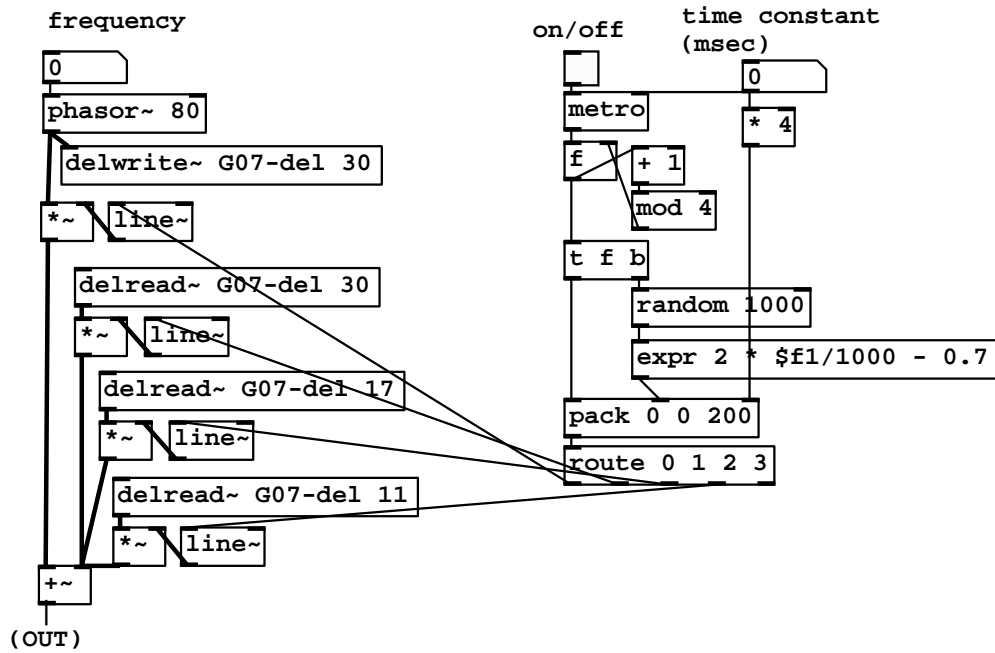 frequency
0
phasor~ 80
delwrite~ G07-del 30
*~ line~
delread~ G07-del 30
*~ line~
delread~ G07-del 17
*~ line~
delread~ G07-del 11
*~ line~
+~
(OUT)
on/off
time constant
(msec)
0
metro
* 4
f
+ 1
mod 4
t f b
random 1000
expr 2 * $f1/1000 - 0.7
pack 0 0 200
route 0 1 2 3